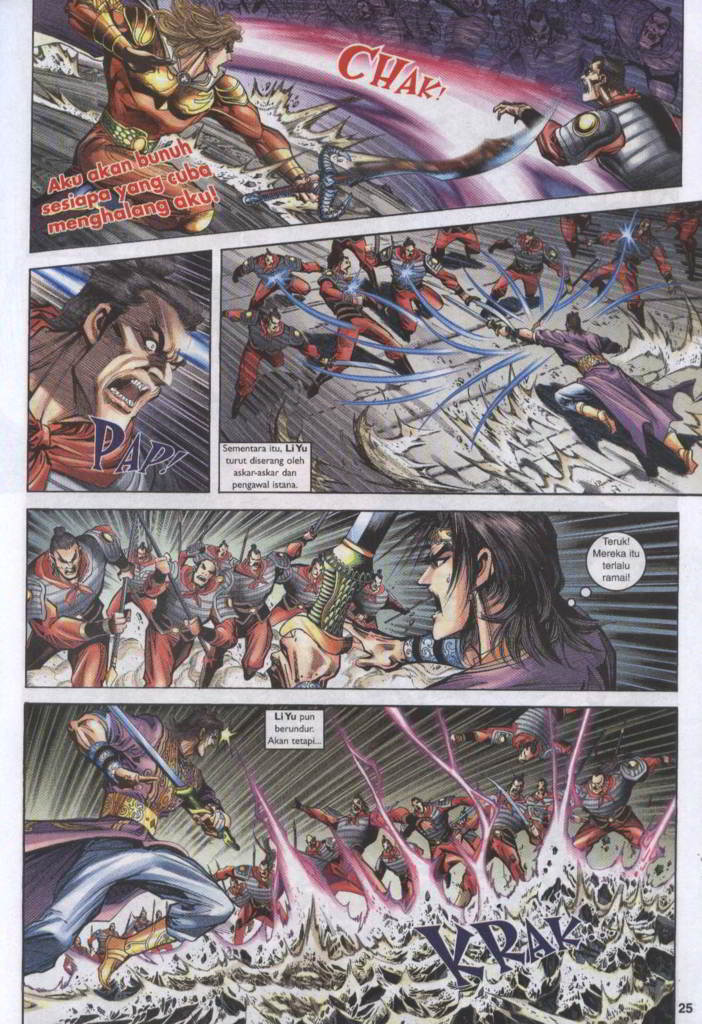 CHAK!
Aku akan bunuh
sesiapa yang cuba
menghalang aku!
PAP!
Sementara itu, Li Yu
turut diserang oleh
askar-askar dan
pengawal istana.
Teruk!
Mereka itu
terlalu
ramai!
Li Yu pun
berundur.
Akan tetapi...
KRAK
25